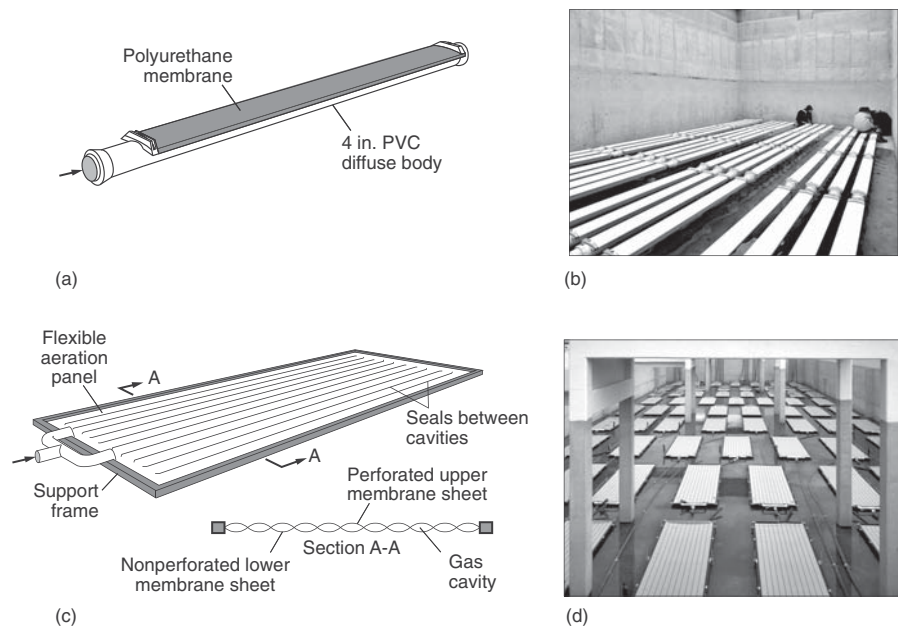 Polyurethane
membrane
4 in. PVC
diffuse body
(a)
(b)
Flexible
aeration
panel
A
Seals between
cavities
A
Support
frame
Perforated upper
membrane sheet
Section A-A
Nonperforated lower
membrane sheet
Gas
cavity
(c)
(d)